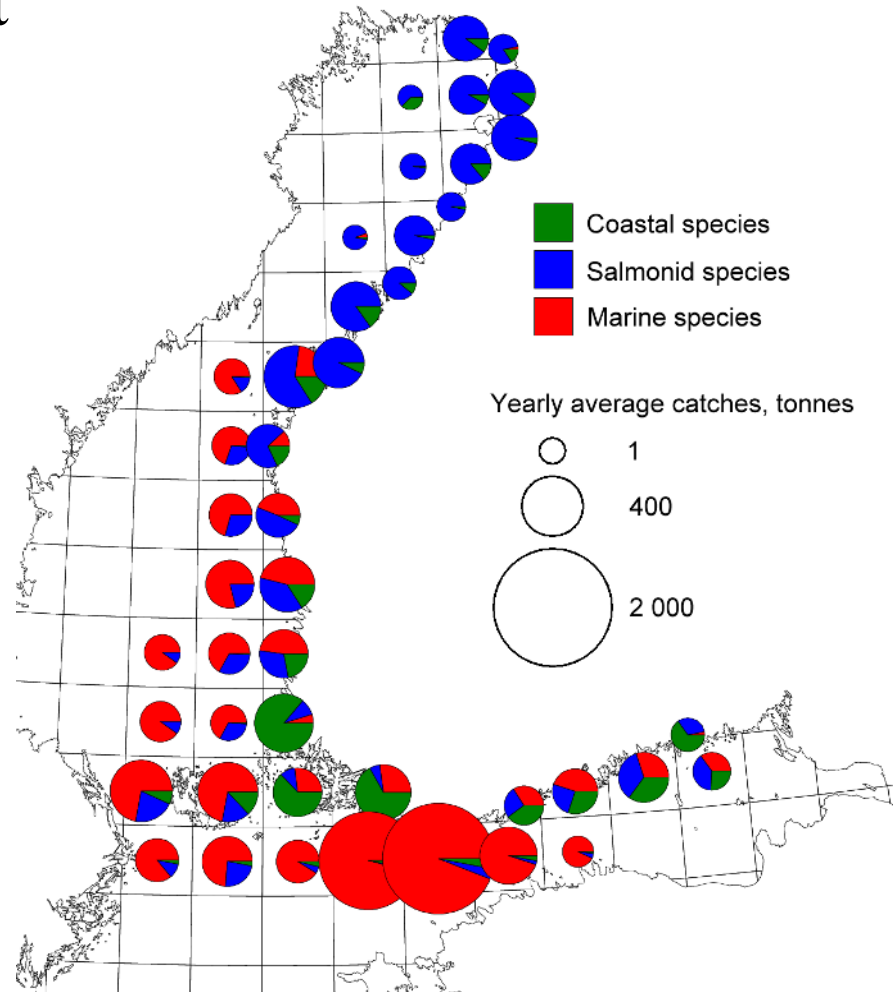 Coastal species
Salmonid species
Marine species
Yearly average catches, tonnes
1
400
2 000